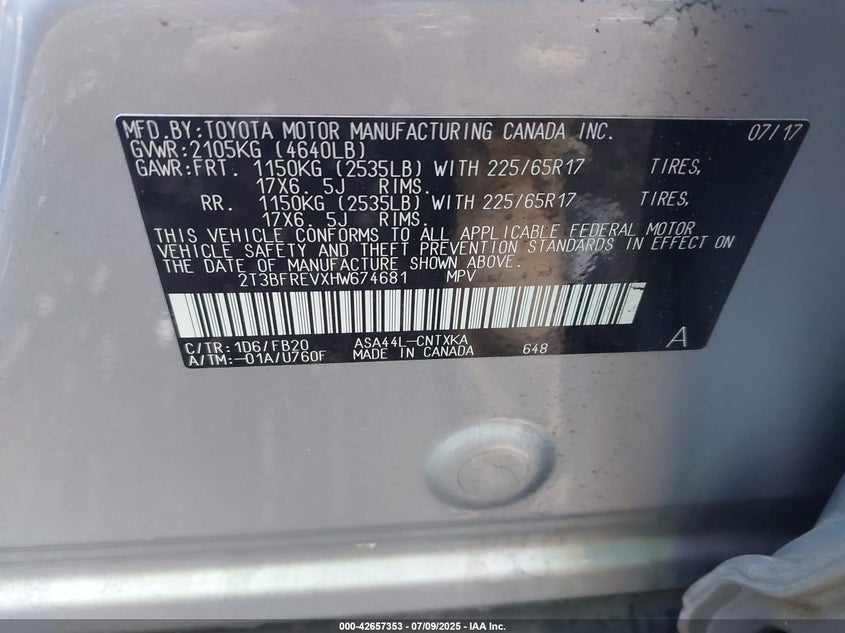 MFD.BY:TOYOTA MOTOR MANUFACTURING CANADA INC. 07/17
GVWR:2105KG (4640LB)
GAWR:FRT. 1150KG (2535LB) WITH 225/65R17 TIRES,
17X6. 5J RIMS.
RR. 1150KG (2535LB) WITH 225/65R17 TIRES,
17X6. 5J RIMS.
THIS VEHICLE CONFORMS TO ALL APPLICABLE FEDERAL MOTOR
VEHICLE SAFETY AND THEFT PREVENTION STANDARDS IN EFFECT ON
THE DATE OF MANUFACTURE SHOWN ABOVE.
2T3BFREVXHW674681 MPV
C/TR:1D6/FB20 ASA44L-CNTXKA
A/TM:-01A/U760F MADE IN CANADA 648 A
000-42657353 / 07/09/2025 - IAA Inc.